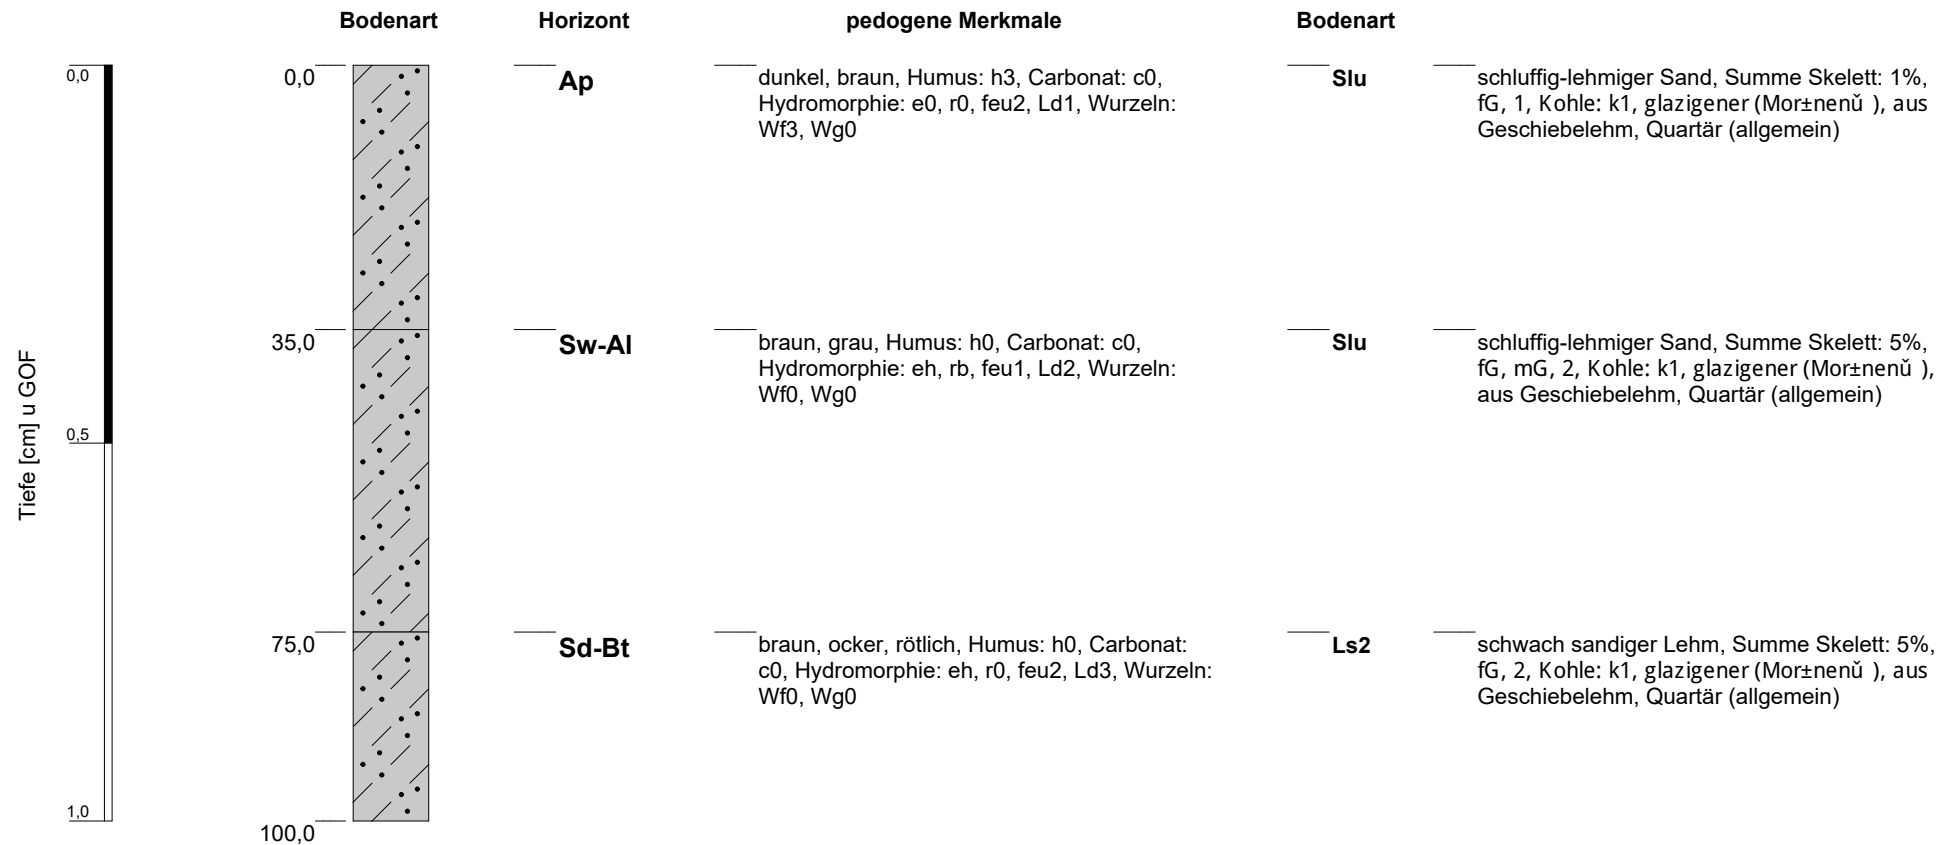 Bodenart Horizont pedogene Merkmale Bodenart
Tiefe [cm] u GOF
0,0
0,5
1,0
0,0
Ap
dunkel, braun, Humus: h3, Carbonat: c0,
Hydromorphie: e0, r0, feu2, Ld1, Wurzeln:
Wf3, Wg0
Slu
schluffig-lehmiger Sand, Summe Skelett: 1%,
fG, 1, Kohle: k1, glazigener (Mor±nenŭ ), aus
Geschiebelehm, Quartär (allgemein)
35,0
Sw-Al
braun, grau, Humus: h0, Carbonat: c0,
Hydromorphie: eh, rb, feu1, Ld2, Wurzeln:
Wf0, Wg0
Slu
schluffig-lehmiger Sand, Summe Skelett: 5%,
fG, mG, 2, Kohle: k1, glazigener (Mor±nenŭ ),
aus Geschiebelehm, Quartär (allgemein)
75,0
Sd-Bt
braun, ocker, rötlich, Humus: h0, Carbonat:
c0, Hydromorphie: eh, r0, feu2, Ld3, Wurzeln:
Wf0, Wg0
Ls2
schwach sandiger Lehm, Summe Skelett: 5%,
fG, 2, Kohle: k1, glazigener (Mor±nenŭ ), aus
Geschiebelehm, Quartär (allgemein)
100,0